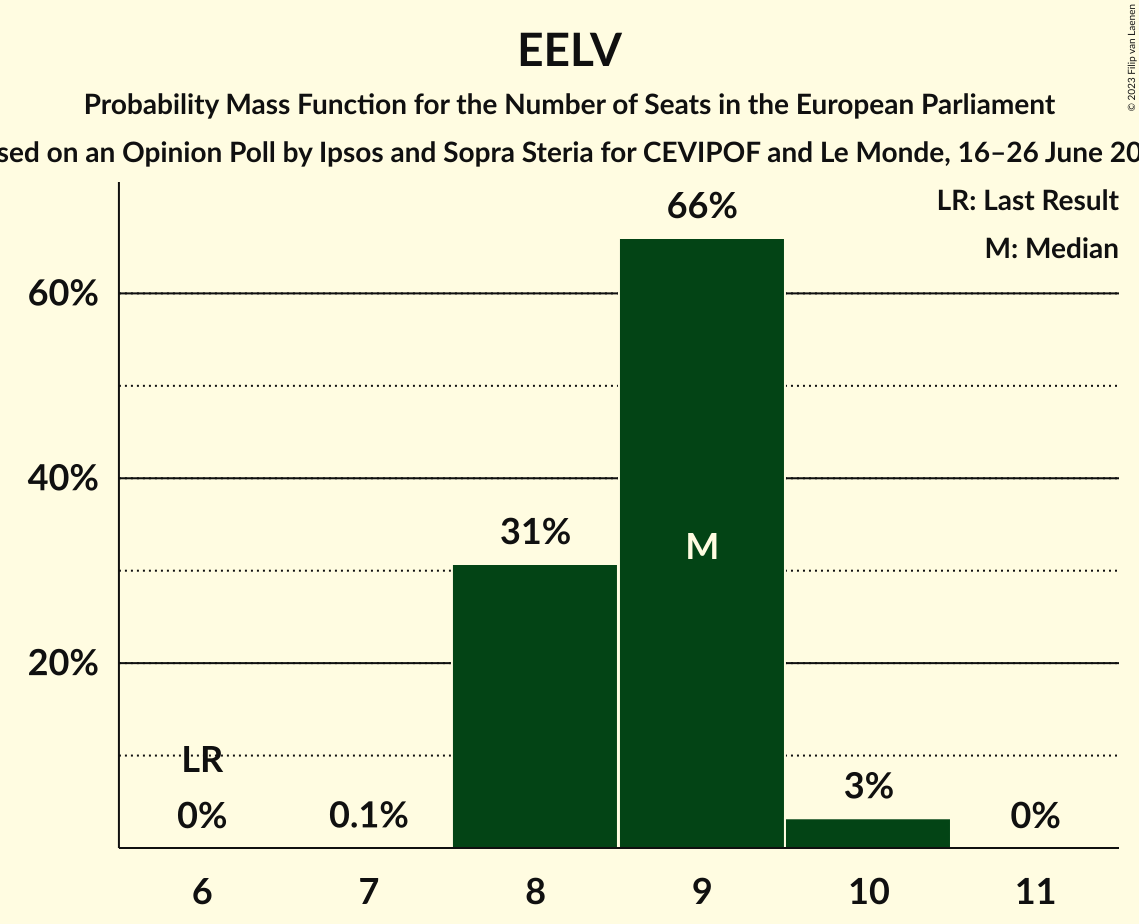 EELV
Probability Mass Function for the Number of Seats in the European Parliament
on an Opinion Poll by Ipsos and Sopra Steria for CEVIPOF and Le Monde, 16–26 June
LR: Last Result
M: Median
66%
60%
40%
31%
M
20%
LR
0%
0.1%
3%
0%
6 7 8 9 10 11
© 2023 Filip van Laenen